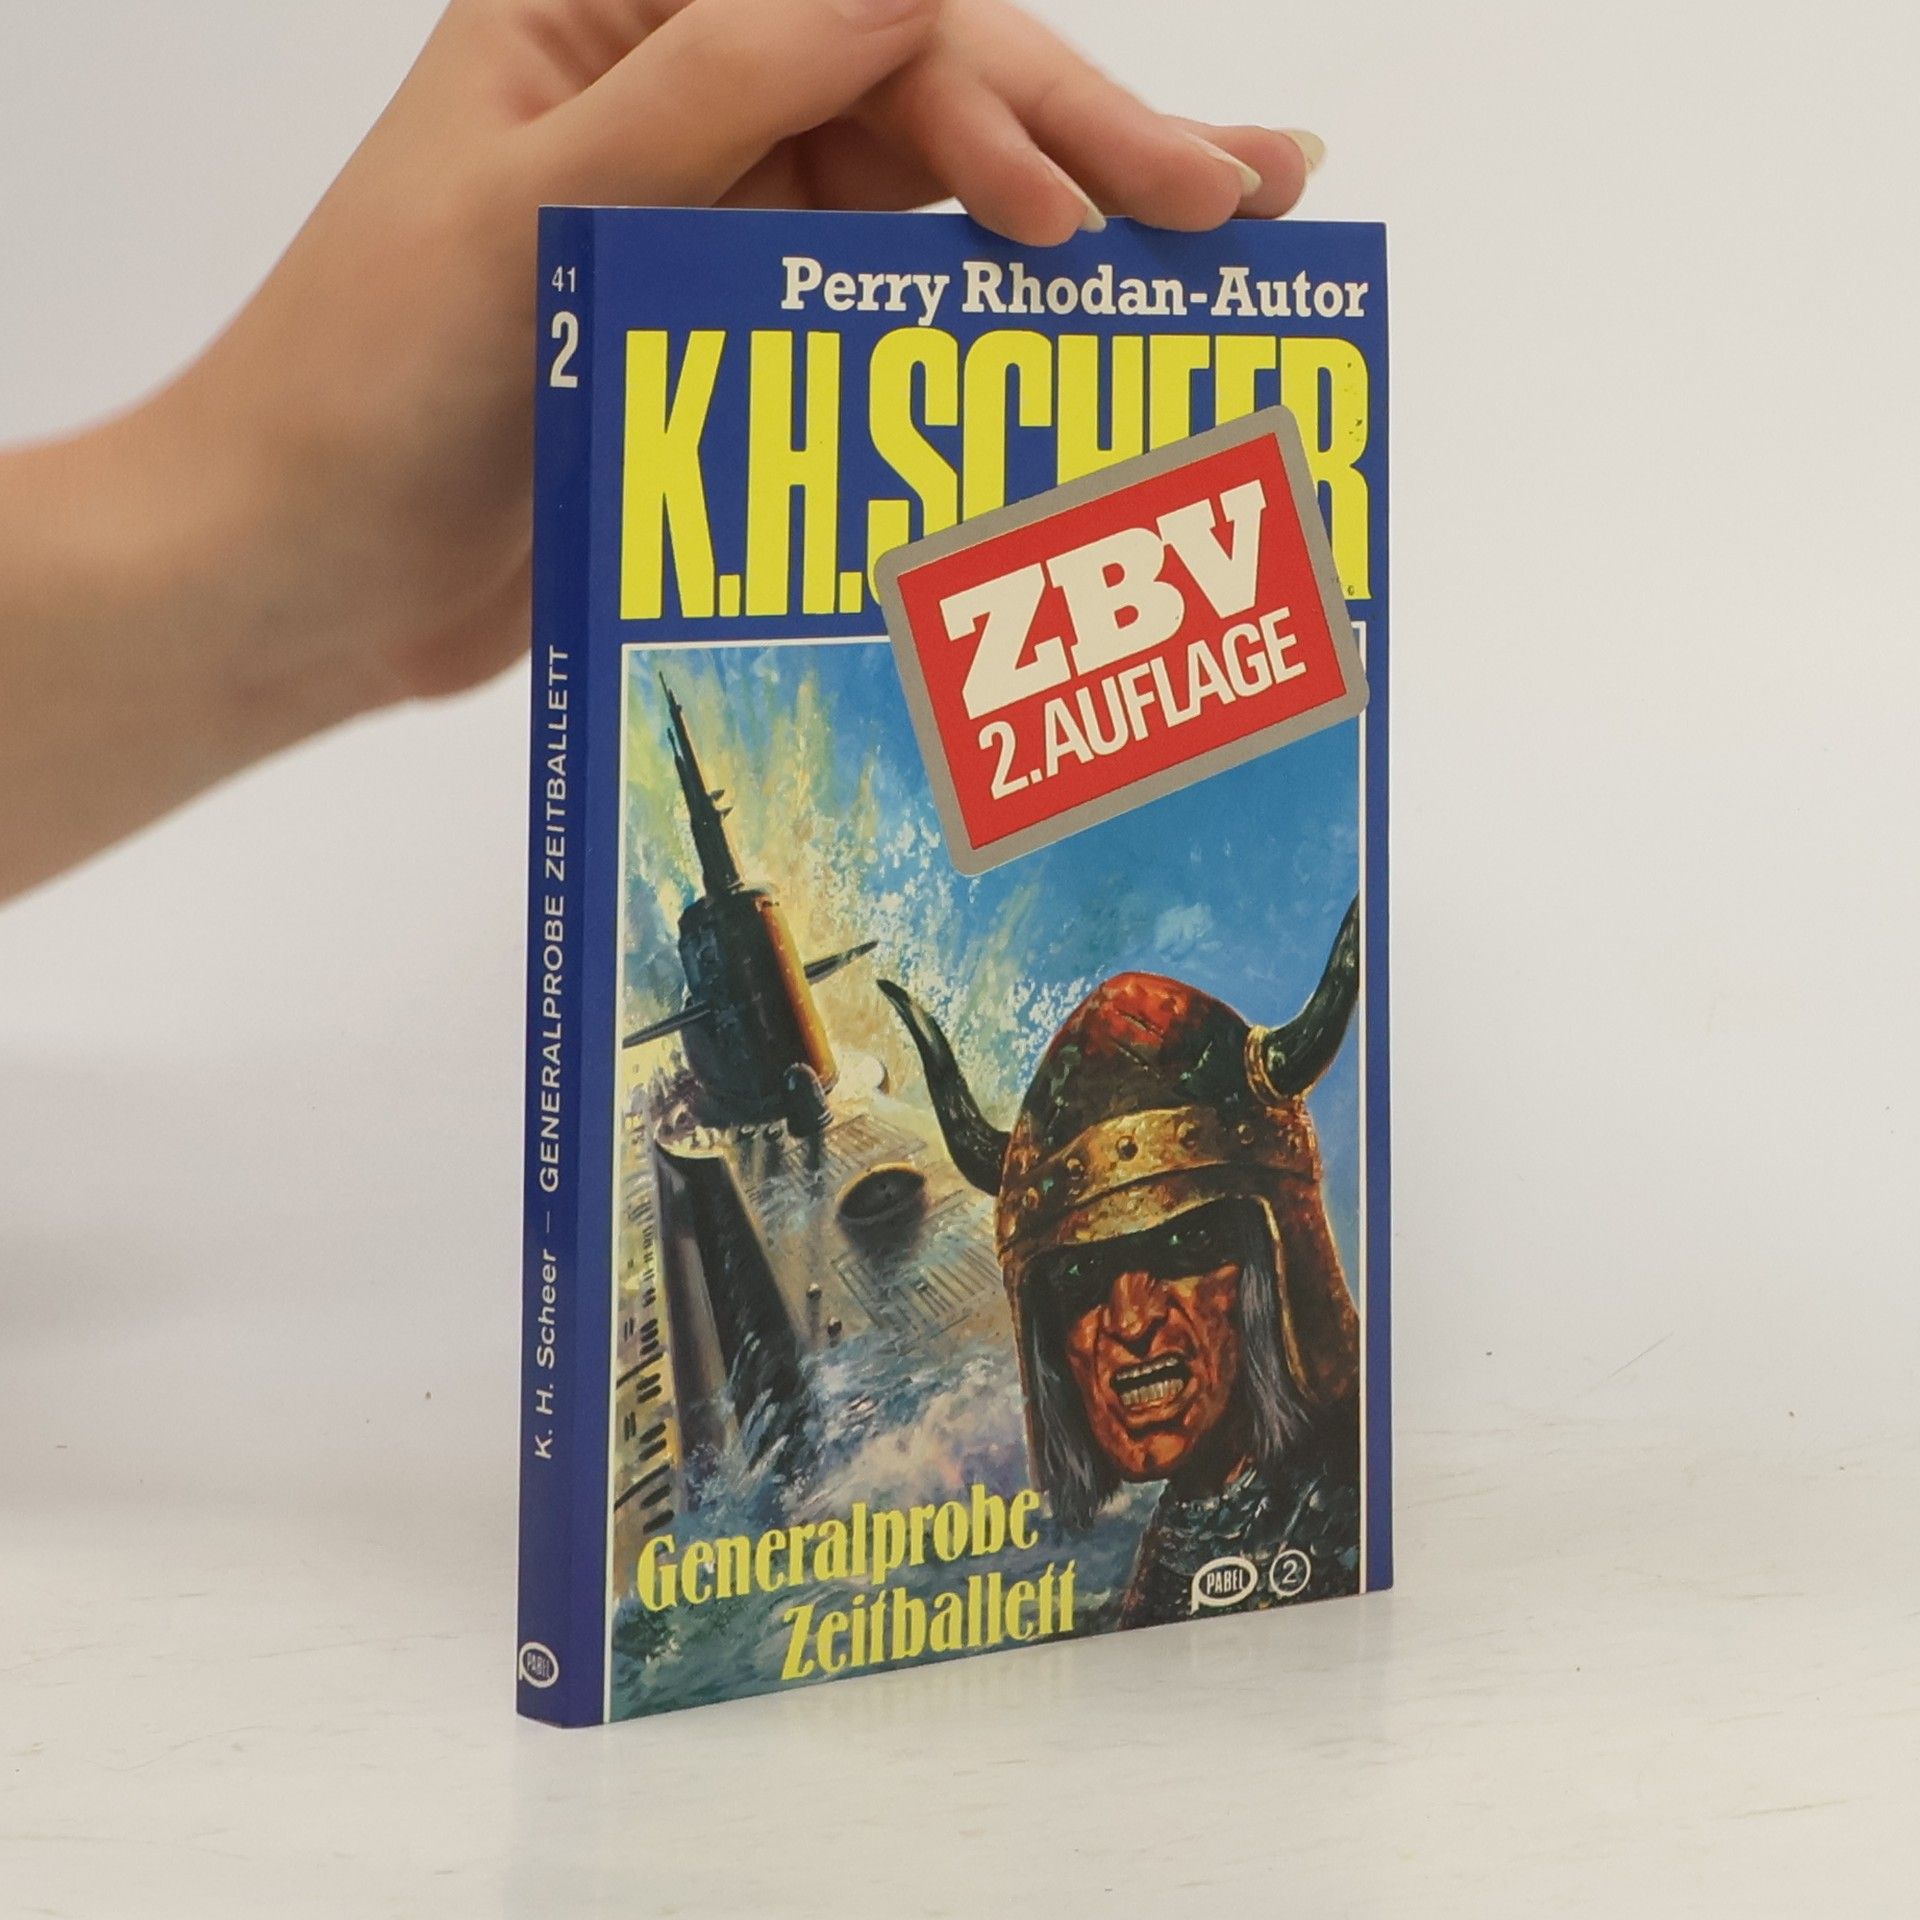 41
2
K. H. Scheer – GENERALPROBE ZEITBALLETT
PABEL
Perry Rhodan-Autor
K.H.SCHEER
ZBV
2.AUFLAGE
Generalprobe
Zeitballett
PABEL 2